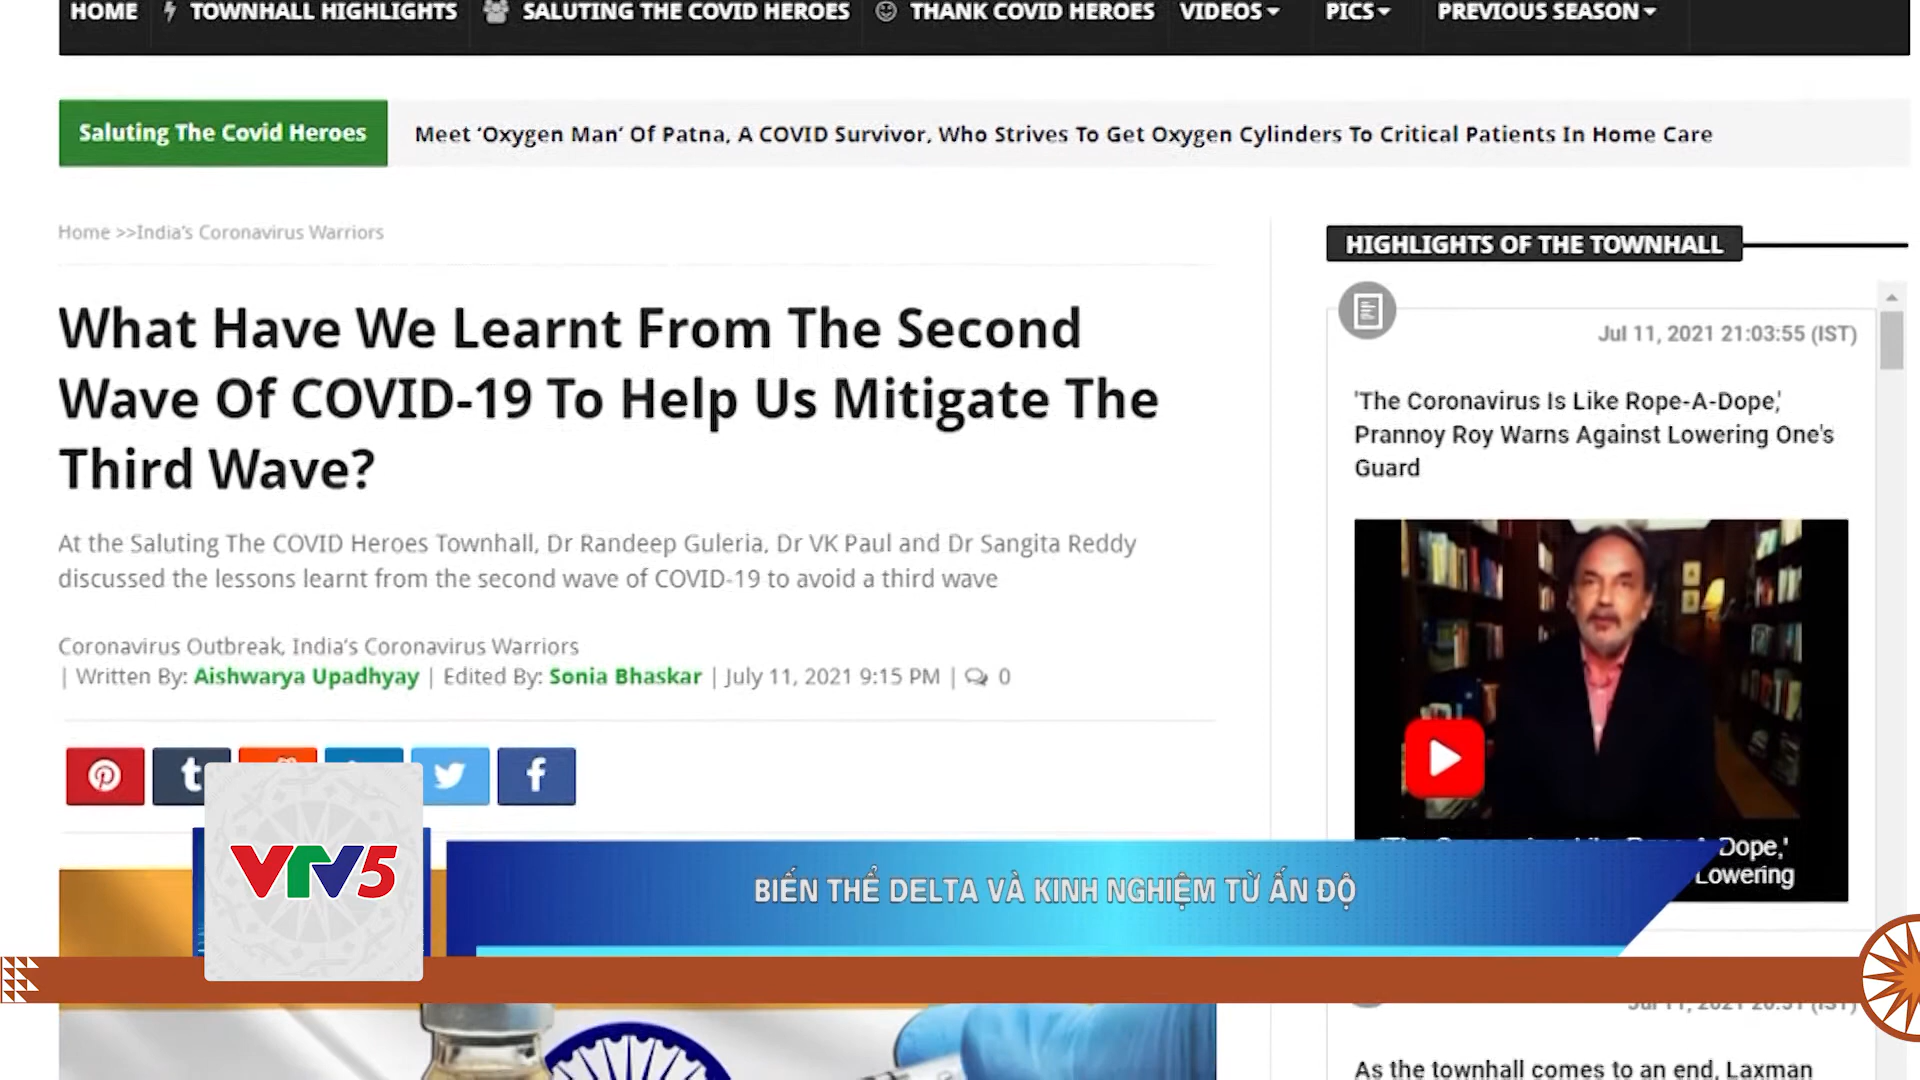 HOME TOWNHALL HIGHLIGHTS SALUTING THE COVID HEROES THANK COVID HEROES VIDEOS PICS PREVIOUS SEASON
Saluting The Covid Heroes
Meet ‘Oxygen Man’ Of Patna, A COVID Survivor, Who Strives To Get Oxygen Cylinders To Critical Patients In Home Care
Home >>India's Coronavirus Warriors
What Have We Learnt From The Second
Wave Of COVID-19 To Help Us Mitigate The
Third Wave?
At the Saluting The COVID Heroes Townhall, Dr Randeep Guleria, Dr VK Paul and Dr Sangita Reddy
discussed the lessons learnt from the second wave of COVID-19 to avoid a third wave
Coronavirus Outbreak, India's Coronavirus Warriors
| Written By: Aishwarya Upadhyay | Edited By: Sonia Bhaskar | July 11, 2021 9:15 PM | 0
HIGHLIGHTS OF THE TOWNHALL
Jul 11, 2021 21:03:55 (IST)
'The Coronavirus Is Like Rope-A-Dope,'
Prannoy Roy Warns Against Lowering One's
Guard
Dope,'
Lowering
VTV5
BIẾN THỂ DELTA VÀ KINH NGHIỆM TỪ ẤN ĐỘ
As the townhall comes to an end, Laxman